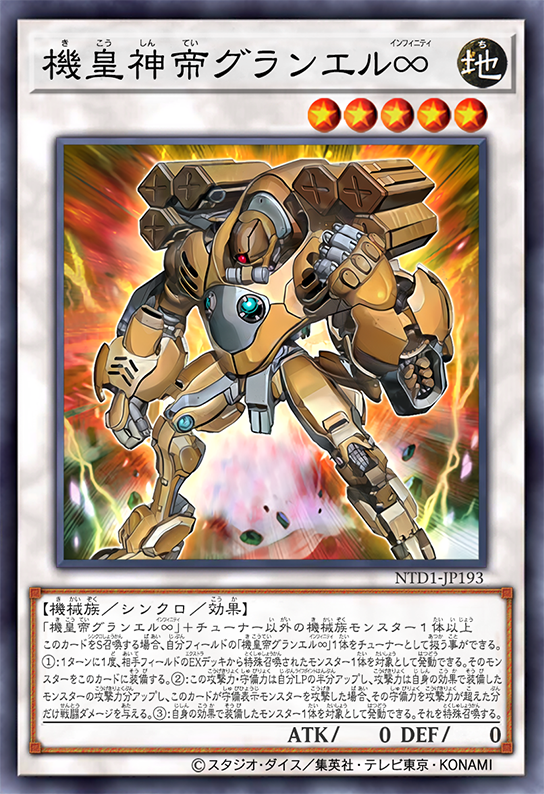 機皇神帝グランエル∞
地
NTD1-JP193
【機械族／シンクロ／効果】
「機皇帝グランエル∞」＋チューナー以外の機械族モンスター１体以上
このカードをS召喚する場合、自分フィールドの「機皇帝グランエル∞」1体をチューナーとして扱う事ができる。
①：1ターンに1度、相手フィールドのEXデッキから特殊召喚されたモンスター1体を対象として発動できる。そのモン
スターをこのカードに装備する。②：この攻撃力・守備力は自分LPの半分アップし、攻撃力は自身の効果で装備した
モンスターの攻撃力分アップし、このカードが守備表示モンスターを攻撃した場合、その守備力を攻撃力が超えた分
だけ戦闘ダメージを与える。③：自身の効果で装備したモンスター1体を対象として発動できる。それを特殊召喚する。
ATK/ 0 DEF/ 0
©スタジオ・ダイス／集英社・テレビ東京・KONAMI